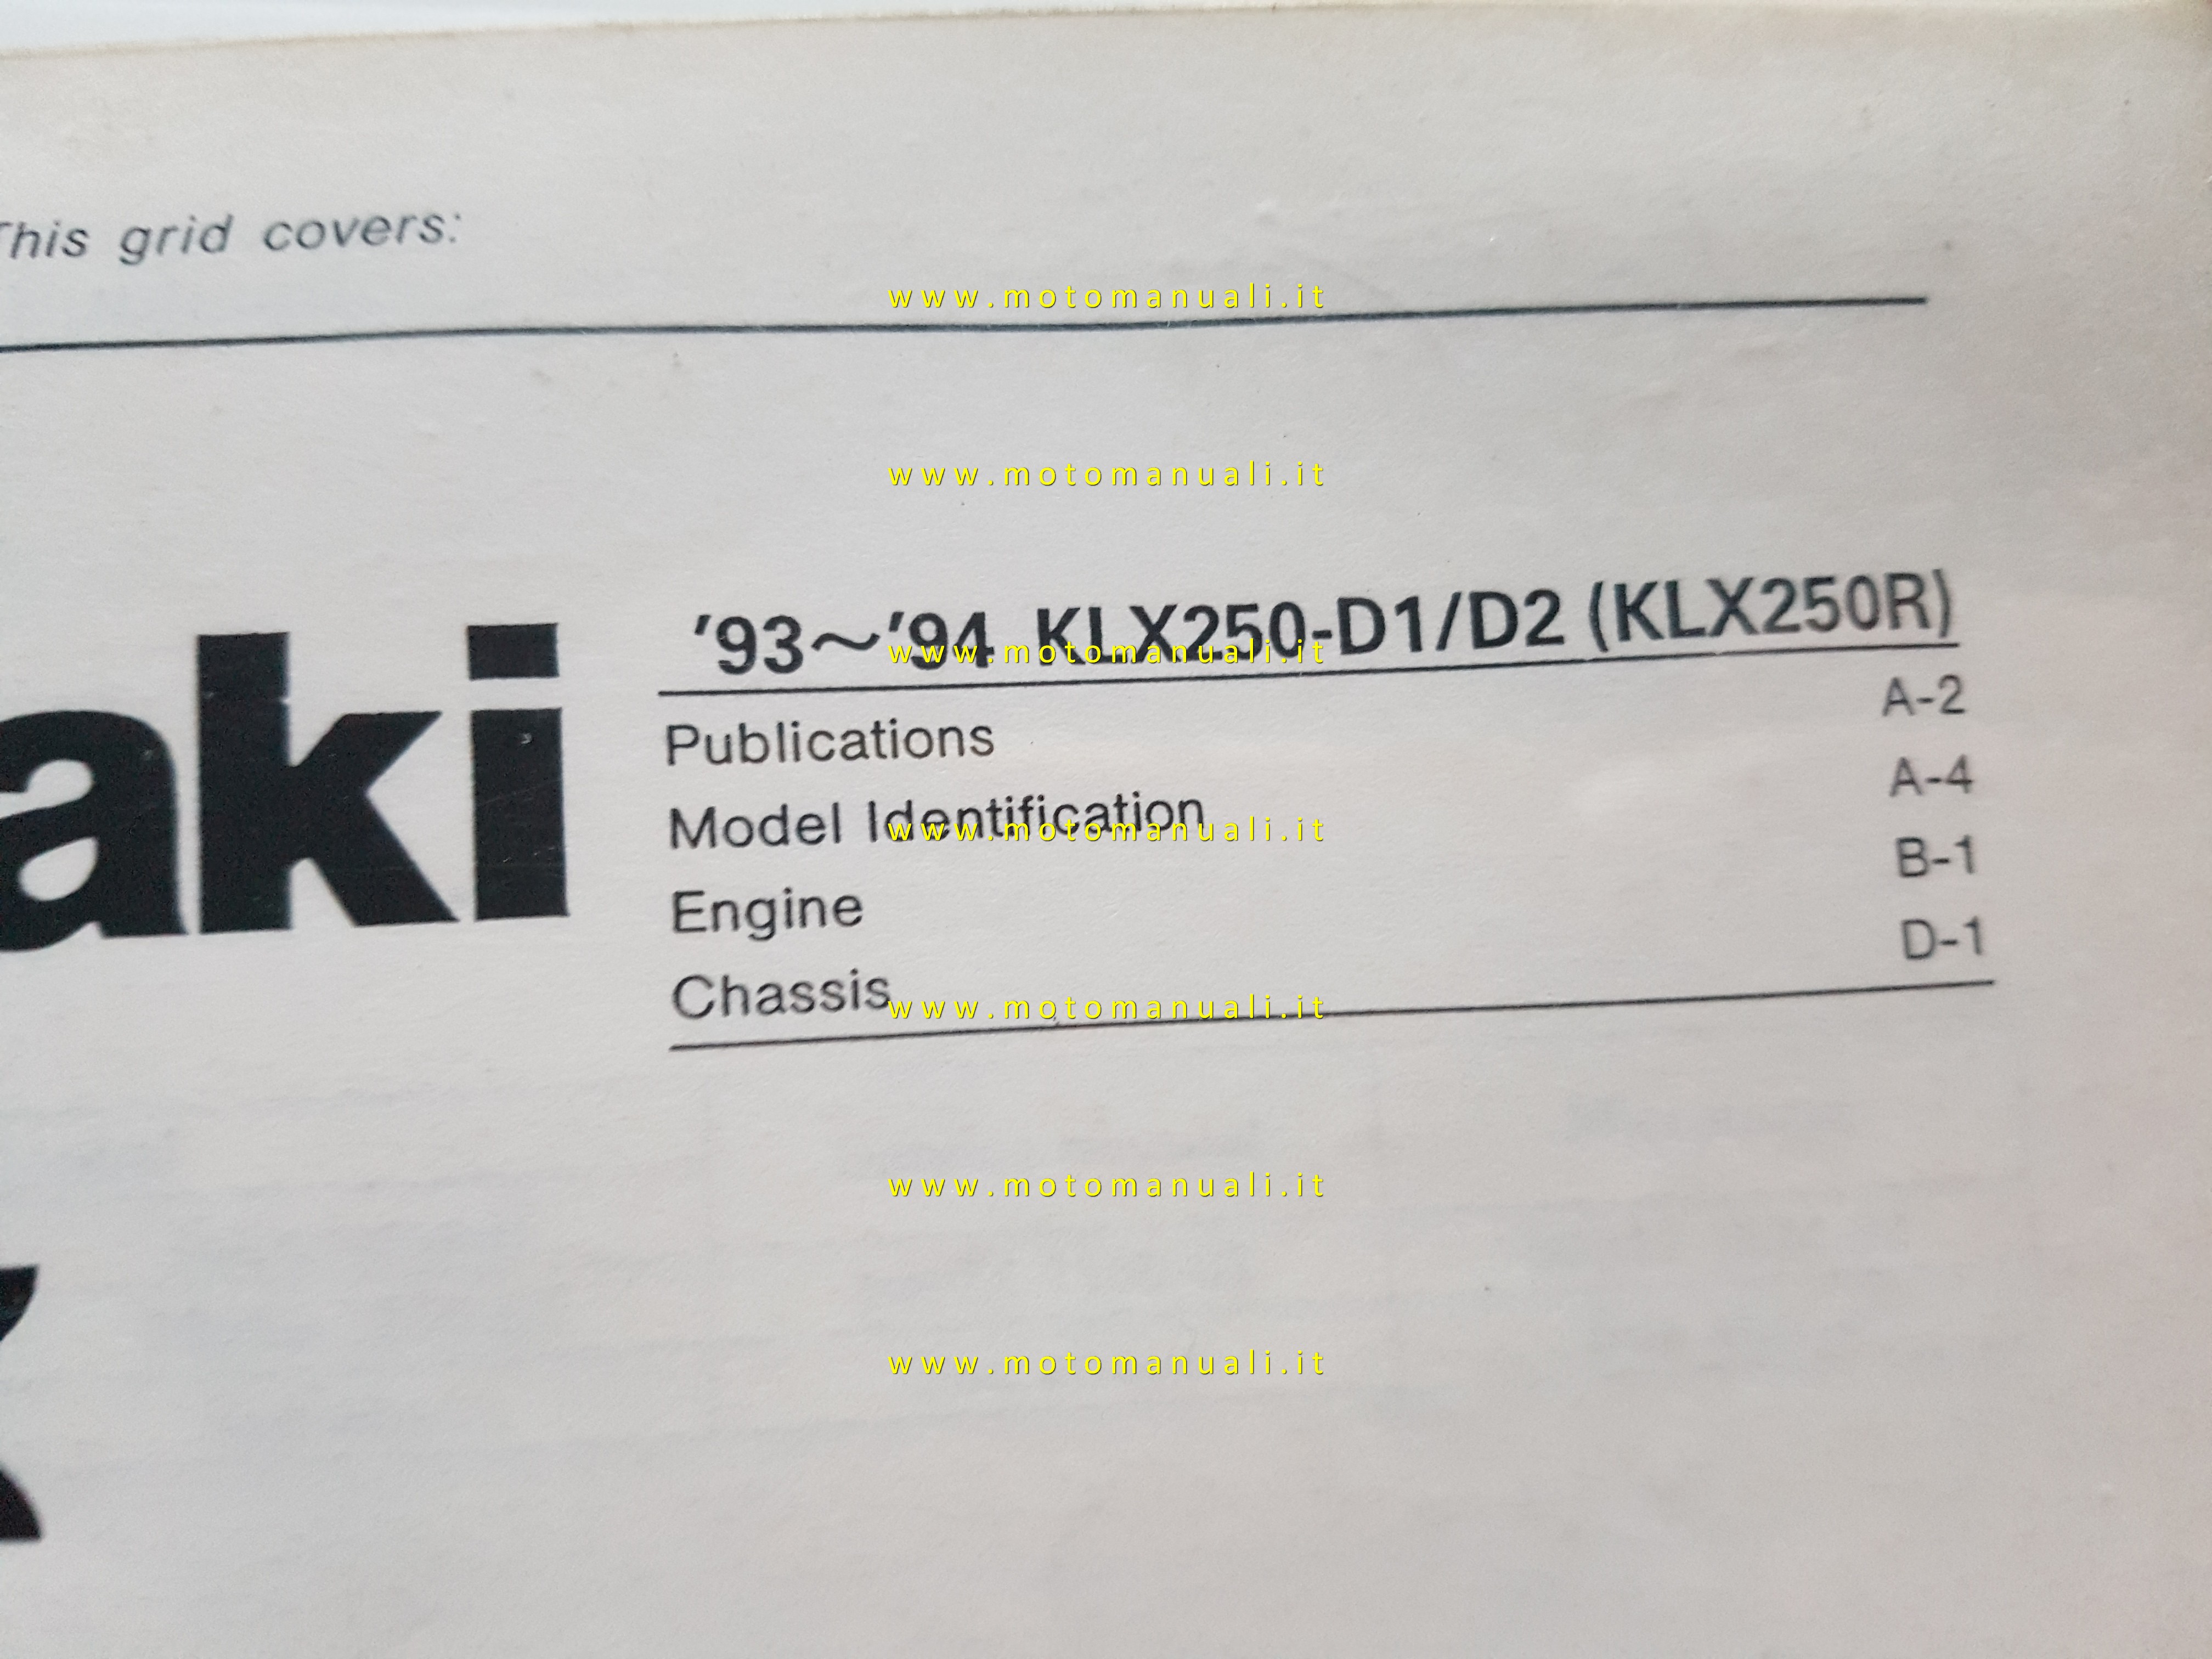 This grid covers:
www.motomanuali.it
www.motomanuali.it
aki
'93~'94 KLX250-D1/D2 (KLX250R)
www.motomanuali.it
Publications A-2
Model Identification A-4
www.motomanuali.it
Engine B-1
Chassis D-1
www.motomanuali.it
www.motomanuali.it
www.motomanuali.it